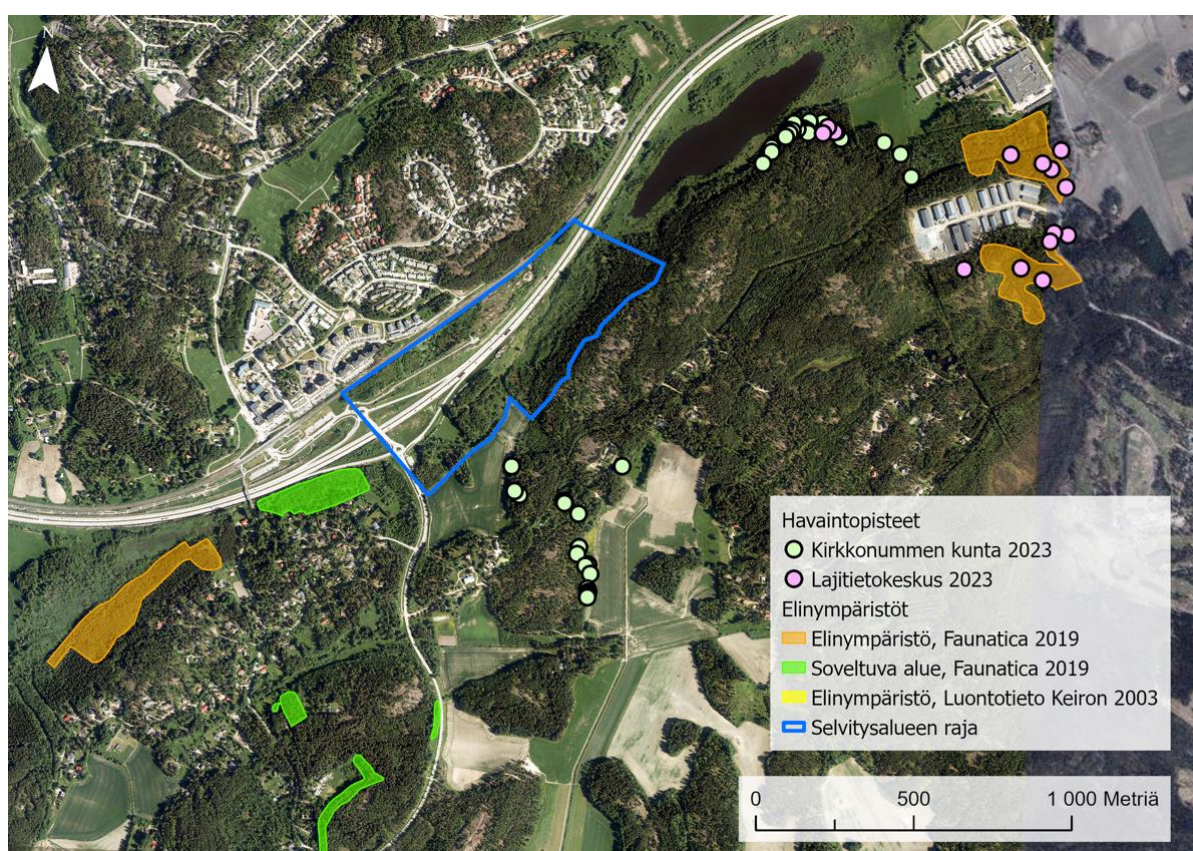 N
Havaintopisteet
Kirkkonummen kunta 2023
Lajitietokeskus 2023
Elinympäristöt
Elinympäristö, Faunatica 2019
Soveltuva alue, Faunatica 2019
Elinympäristö, Luontotieto Keiron 2003
Selvitysalueen raja
0 500 1 000 Metriä